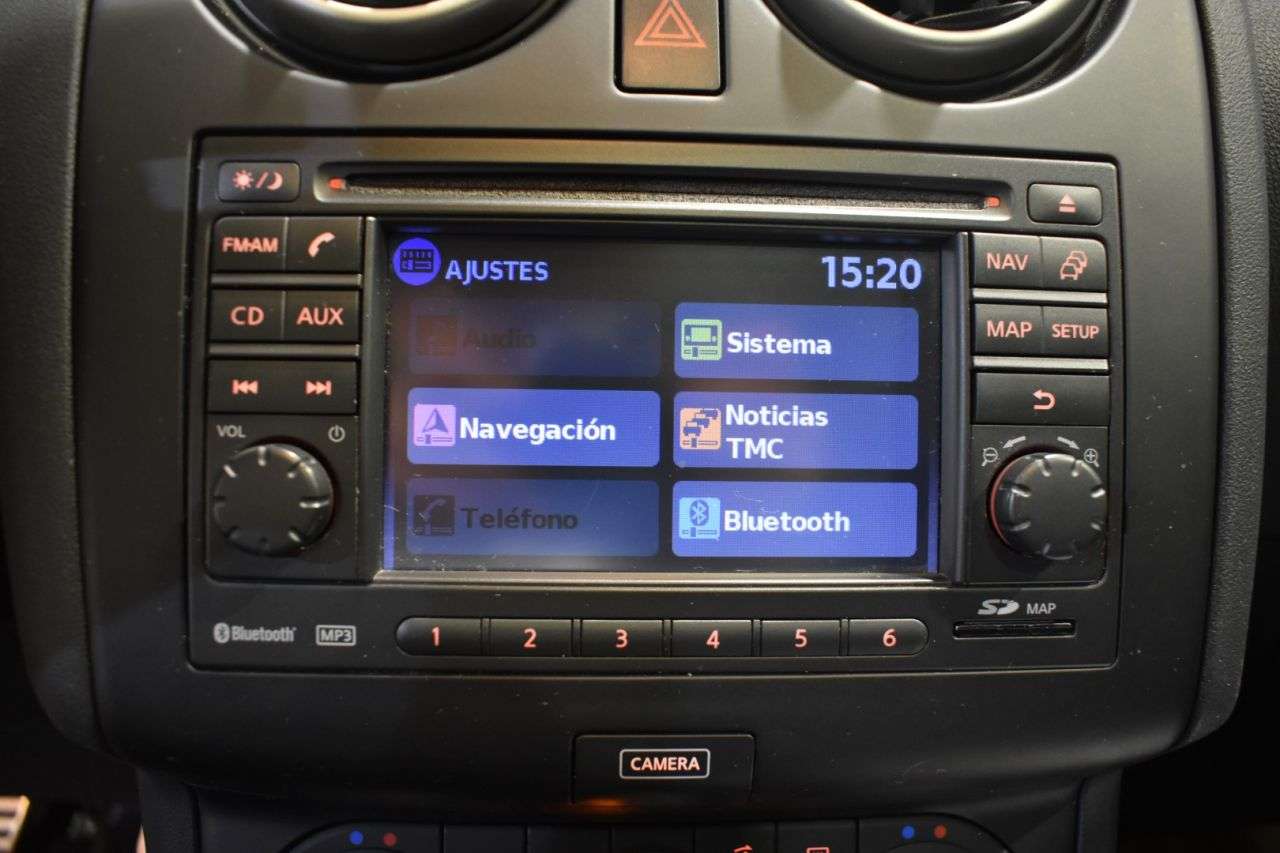 FM·AM
CD AUX
VOL
AJUSTES 15:20
Audio
Sistema
Navegación
Noticias
TMC
Teléfono
Bluetooth
NAV
MAP SETUP
Bluetooth MP3
1 2 3 4 5 6
SD MAP
CAMERA